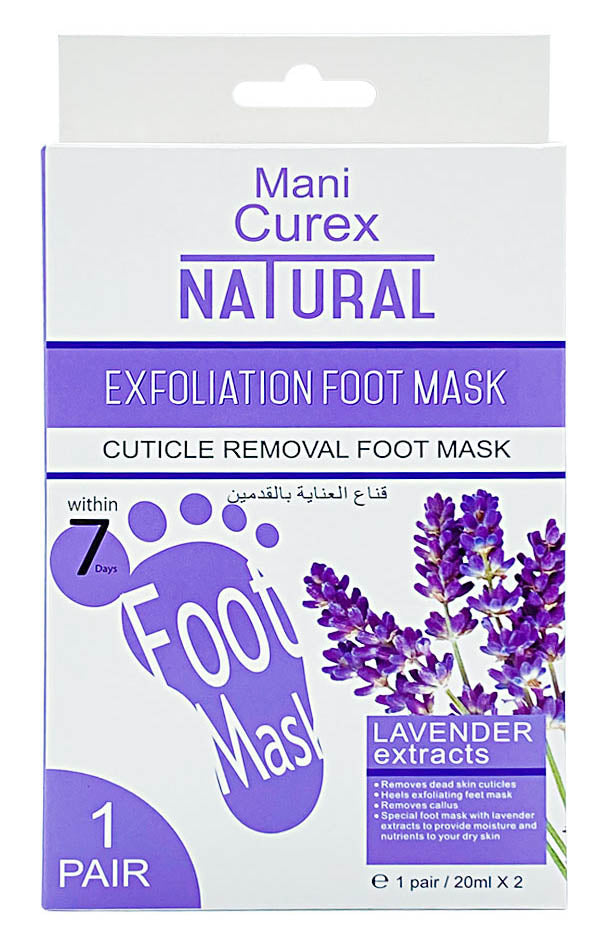 Mani
Curex
NATURAL
EXFOLIATION FOOT MASK
CUTICLE REMOVAL FOOT MASK
قناع العناية بالقدمين
within
7
Days
Foot
Mask
LAVENDER
extracts
• Removes dead skin cuticles
• Heels exfoliating feet mask
• Removes callus
• Special foot mask with lavender
extracts to provide moisture and
nutrients to your dry skin
1
PAIR
℮ 1 pair / 20ml X 2